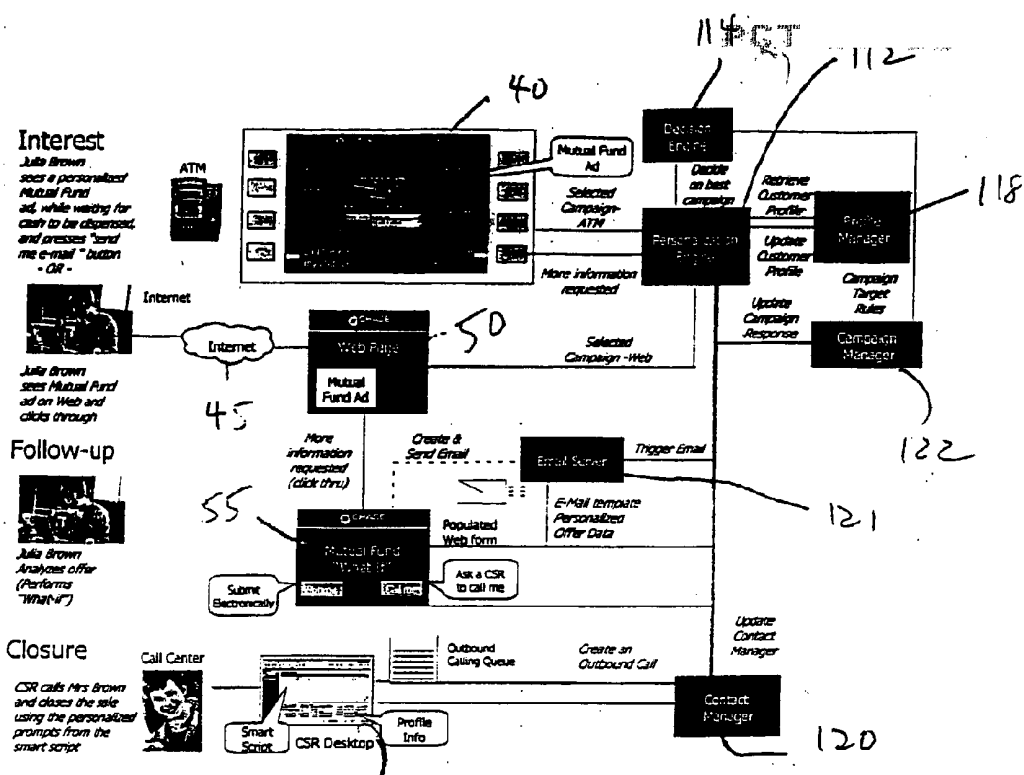 114
PCT
112
40
118
Interest
Julia Brown
sees a personalized
Mutual Fund
ad, while waiting for
cash to be dispensed,
and presses "send
me e-mail" button
- OR -
ATM
Mutual Fund
Ad
Selected
Campaign-
ATM
More information
requested
Decision
Engine
Decide
on best
campaign
Personalization
Engine
Retrieve
Customer
Profile
Update
Customer
Profile
Profile
Manager
Update
Campaign
Response
Campaign
Target
Rules
Campaign
Manager
122
Internet
Internet
45
Julia Brown
sees Mutual Fund
ad on Web and
clicks through
CHASE
Web Page
Mutual
Fund Ad
50
Selected
Campaign -Web
Follow-up
Julia Brown
Analyzes offer
(Performs
"What-if")
More
information
requested
(click thru)
Create &
Send Email
Email Server
Trigger Email
121
E-Mail template
Personalized
Offer Data
55
CHASE
Mutual Fund
"What If"
Call me
Populated
Web form
Submit
Electronically
Ask a CSR
to call me
Closure
CSR calls Mrs Brown
and closes the sale
using the personalized
prompts from the
smart script
Call Center
Smart
Script
CSR Desktop
Profile
Info
Outbound
Calling Queue
Create an
Outbound Call
Update
Contact
Manager
Contact
Manager
120